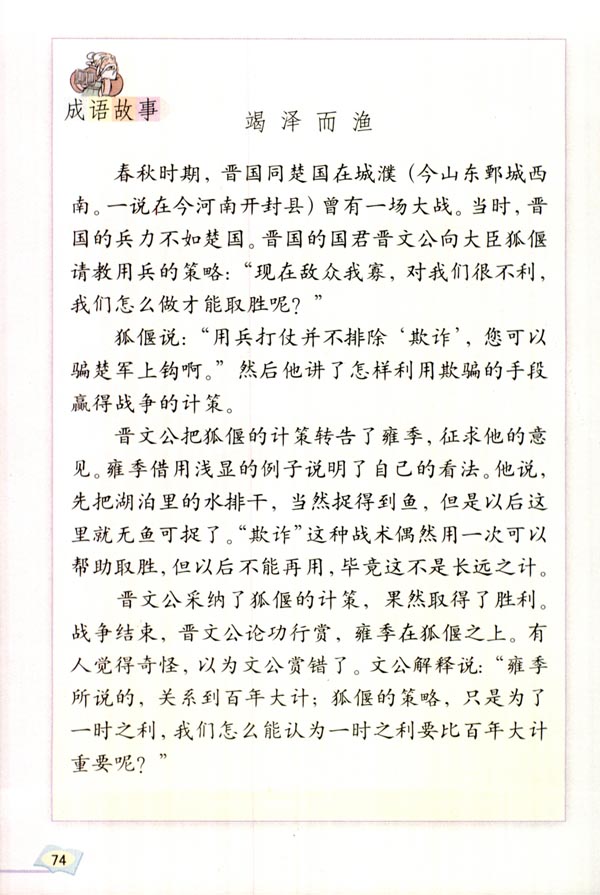 成语故事
竭泽而渔
春秋时期，晋国同楚国在城濮（今山东鄄城西
南。一说在今河南开封县）曾有一场大战。当时，晋
国的兵力不如楚国。晋国的国君晋文公向大臣狐偃
请教用兵的策略：“现在敌众我寡，对我们很不利，
我们怎么做才能取胜呢？”
狐偃说：“用兵打仗并不排除‘欺诈’，您可以
骗楚军上钩啊。”然后他讲了怎样利用欺骗的手段
赢得战争的计策。
晋文公把狐偃的计策转告了雍季，征求他的意
见。雍季借用浅显的例子说明了自己的看法。他说，
先把湖泊里的水排干，当然捉得到鱼，但是以后这
里就无鱼可捉了。“欺诈”这种战术偶然用一次可以
帮助取胜，但以后不能再用，毕竟这不是长远之计。
晋文公采纳了狐偃的计策，果然取得了胜利。
战争结束，晋文公论功行赏，雍季在狐偃之上。有
人觉得奇怪，以为文公赏错了。文公解释说：“雍季
所说的，关系到百年大计；狐偃的策略，只是为了
一时之利，我们怎么能认为一时之利要比百年大计
重要呢？”
74